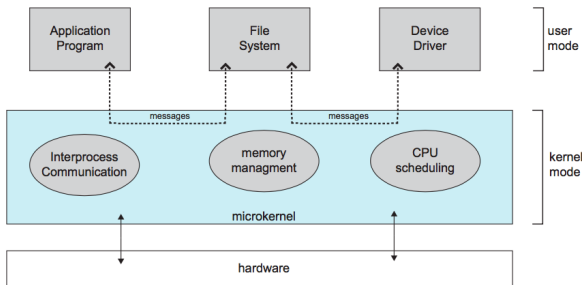 Application
Program
File
System
Device
Driver
user
mode
messages
messages
Interprocess
Communication
memory
managment
CPU
scheduling
kernel
mode
microkernel
hardware